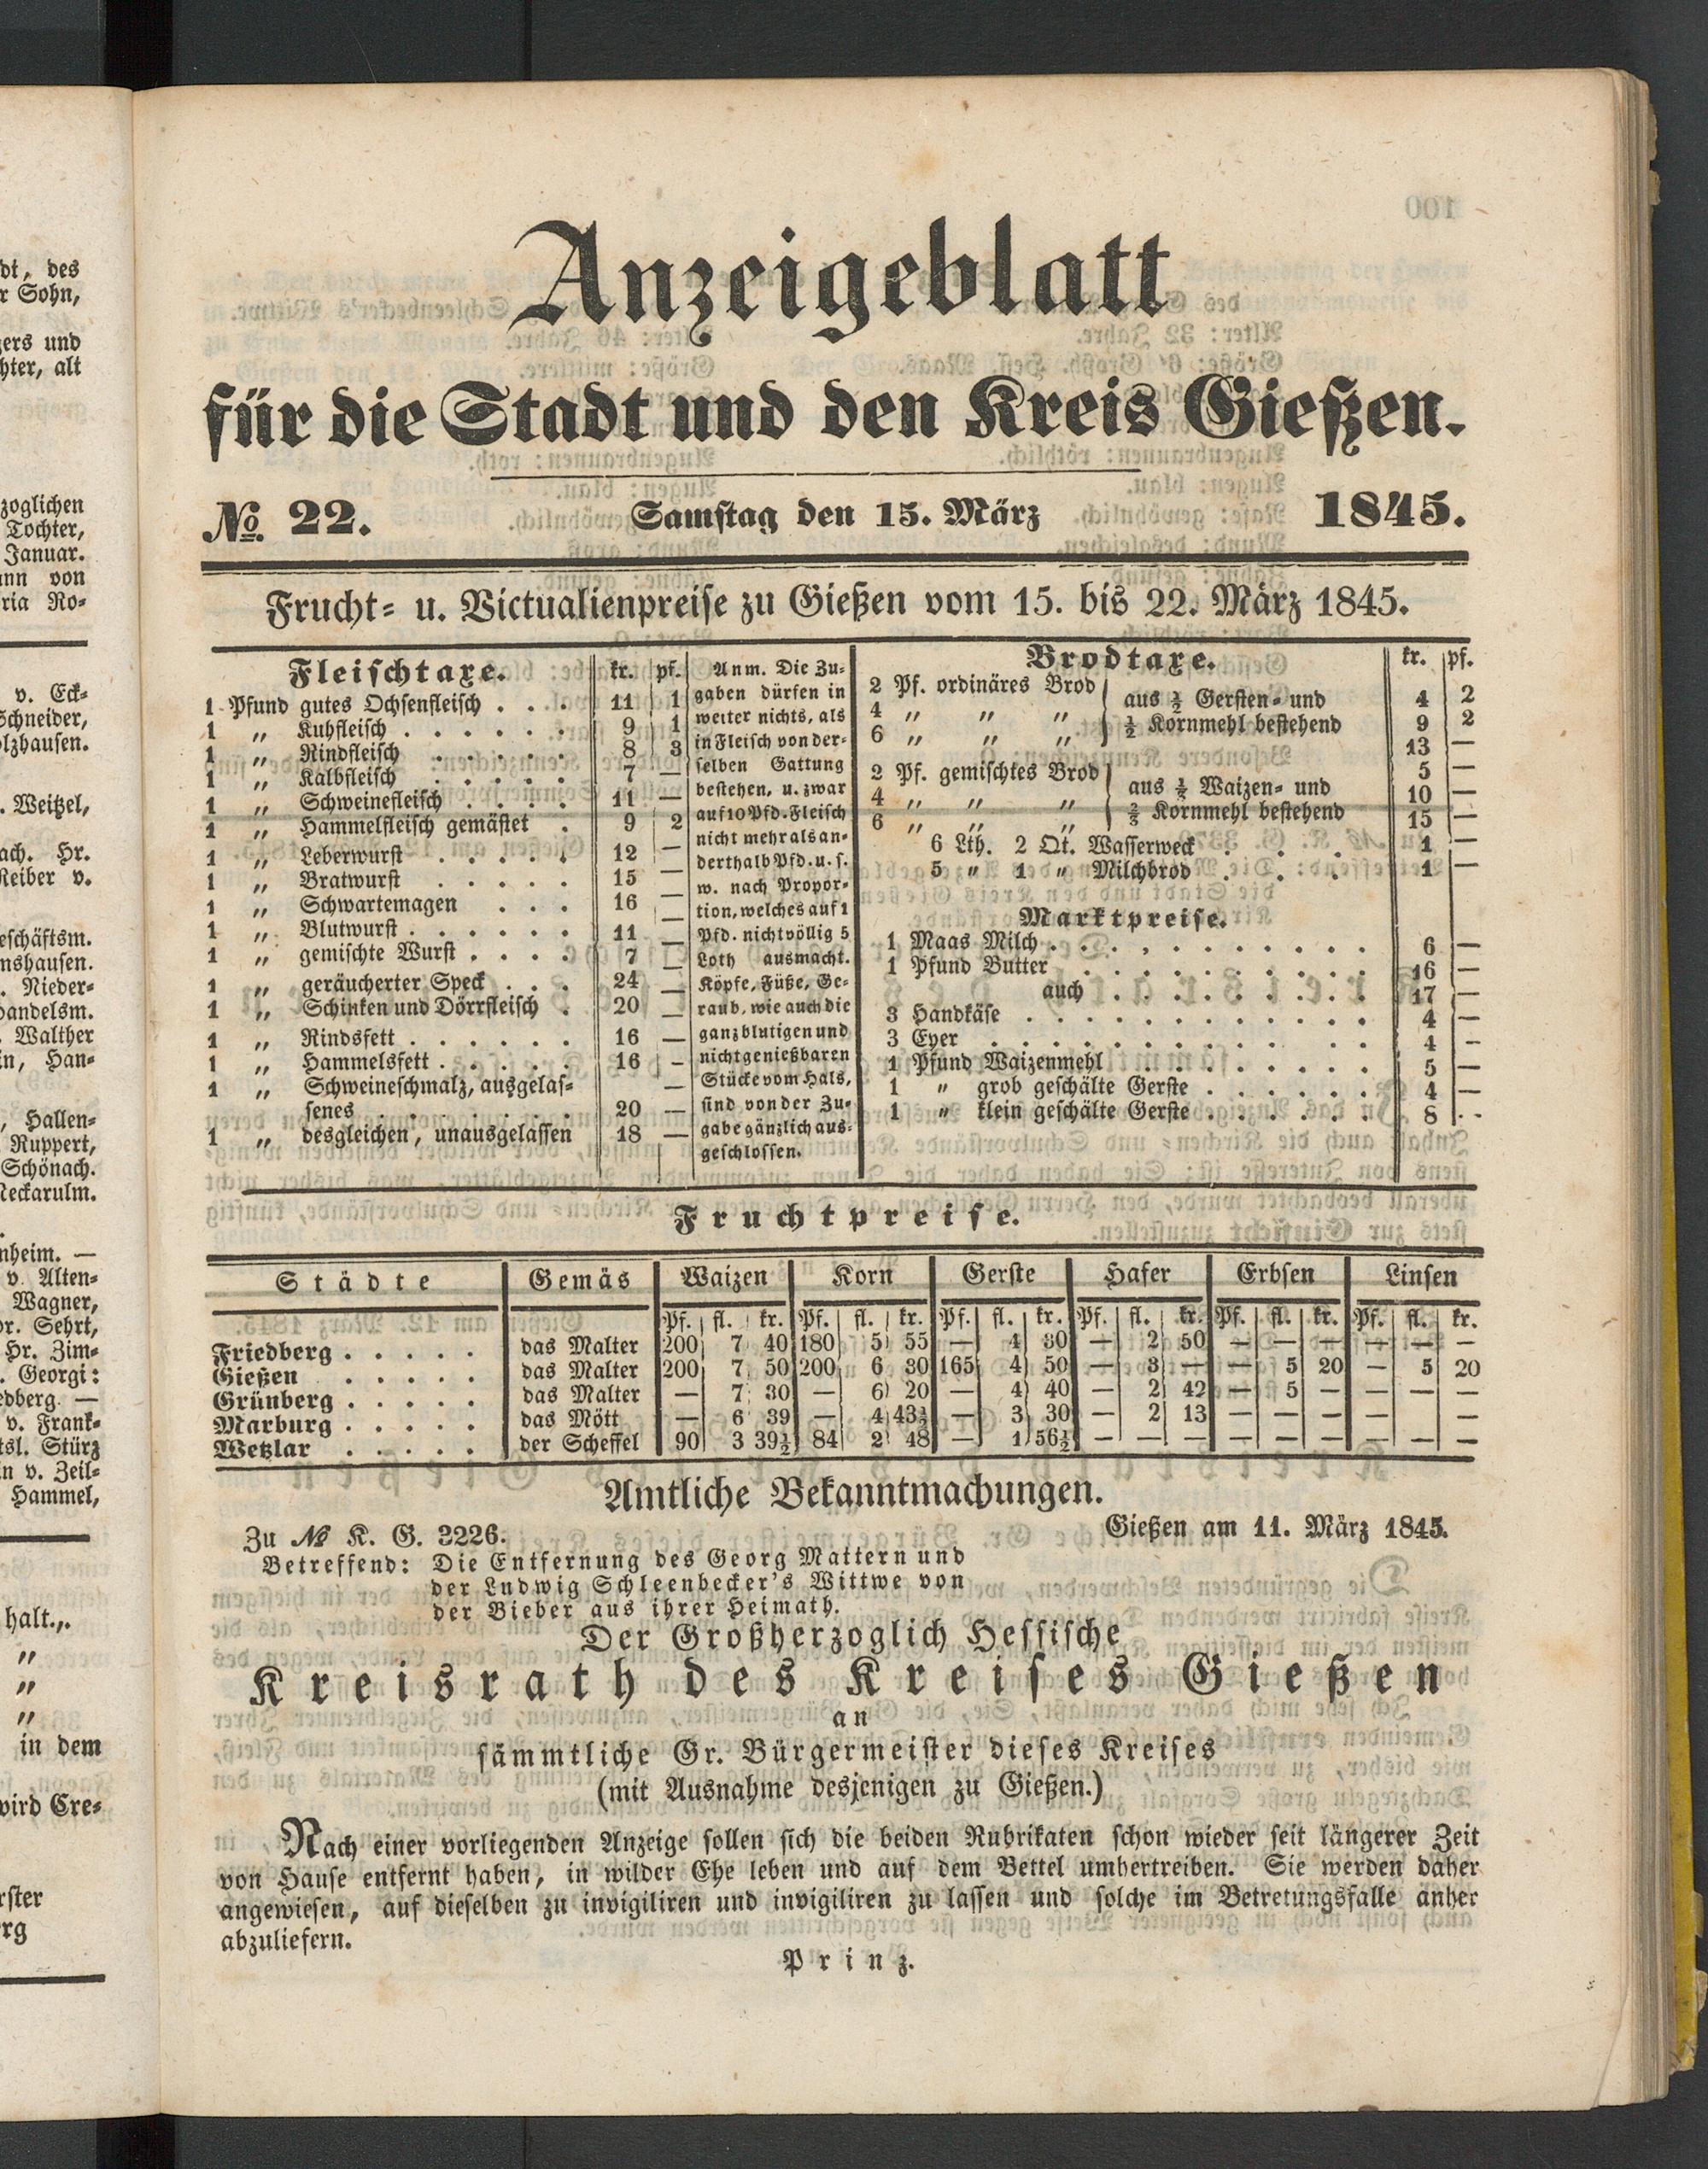 Anzeigeblatt
für die Stadt und den Kreis Gießen.
№ 22. Samstag den 15. März 1845.
Frucht- u. Victualienpreise zu Gießen vom 15. bis 22. März 1845.
Fleischtaxe. kr. pf.
1 Pfund gutes Ochsenfleisch . . . 11 1
1 „ Kuhfleisch . . . . . . 9 1
1 „ Rindfleisch . . . . . 8 3
1 „ Kalbfleisch . . . . . 7 —
1 „ Schweinefleisch . . . . 11 —
1 „ Hammelfleisch gemästet . 9 2
1 „ Leberwurst . . . . . 12 —
1 „ Bratwurst . . . . . 15 —
1 „ Schwartemagen . . . 16 —
1 „ Blutwurst . . . . . . 11 —
1 „ gemischte Wurst . . . . 7 —
1 „ geräucherter Speck . . . 24 —
1 „ Schinken und Dörrfleisch . 20 —
1 „ Rindsfett . . . . . . 16 —
1 „ Hammelsfett . . . . . 16 -
1 „ Schweineschmalz, ausgelas-
senes . . . . . . . 20 —
1 „ desgleichen, unausgelassen 18 —
Anm. Die Zu-
gaben dürfen in
weiter nichts, als
in Fleisch von der-
selben Gattung
bestehen, u. zwar
auf 10 Pfd. Fleisch
nicht mehr als an-
derthalb Pfd. u. s.
w. nach Propor-
tion, welches auf 1
Pfd. nicht völlig 5
Loth ausmacht.
Köpfe, Füße, Ge-
raub, wie auch die
ganz blutigen und
nicht genießbaren
Stücke vom Hals,
sind von der Zu-
gabe gänzlich aus-
geschlossen.
Brodtaxe. kr. pf.
2 Pf. ordinäres Brod aus ½ Gersten- und 4 2
4 „ „ „ ½ Kornmehl bestehend 9 2
6 „ „ „ 13 —
2 Pf. gemischtes Brod aus ⅓ Waizen- und 5 —
4 „ „ „ 10 —
6 „ „ „ ⅔ Kornmehl bestehend 15 —
6 Lth. 2 Qt. Wasserweck . . . 1 —
5 „ 1 „ Milchbrod . . . 1 —
Marktpreise.
1 Maas Milch . . . . . . . . . . . 6 —
1 Pfund Butter . . . . . . . . . . 16 —
auch . . . . . . . . . 17 —
3 Handkäse . . . . . . . . . . . . 4 —
3 Eyer . . . . . . . . . . . . . 4 -
1 Pfund Waizenmehl . . . . . . . . 5 —
1 „ grob geschälte Gerste . . . . . . 4 —
1 „ klein geschälte Gerste . . . . . . 8 . .
Fruchtpreise.
Städte Gemäs Waizen Korn Gerste Hafer Erbsen Linsen
Pf. fl. kr. Pf. fl. kr. Pf. fl. kr. Pf. fl. kr. Pf. fl. kr. Pf. fl. kr.
Friedberg . . . . . das Malter 200 7 40 180 5 55 — 4 30 — 2 50 — — — — — —
Gießen . . . . . das Malter 200 7 50 200 6 30 165 4 50 — 3 — — 5 20 — 5 20
Grünberg . . . . . das Malter — 7 30 — 6 20 — 4 40 — 2 42 — 5 — — — —
Marburg . . . . . das Mött — 6 39 — 4 43½ — 3 30 — 2 13 — — — — —
Wetzlar . . . . . der Scheffel 90 3 39½ 84 2 48 — 1 56½ — — — — — — — — —
Amtliche Bekanntmachungen.
Zu № K. G. 3226. Gießen am 11. März 1845.
Betreffend: Die Entfernung des Georg Mattern und
der Ludwig Schleenbecker's Wittwe von
der Bieber aus ihrer Heimath.
Der Großherzoglich Hessische
Kreisrath des Kreises Gießen
an
sämmtliche Gr. Bürgermeister dieses Kreises
(mit Ausnahme desjenigen zu Gießen.)
Nach einer vorliegenden Anzeige sollen sich die beiden Rubrikaten schon wieder seit längerer Zeit
von Hause entfernt haben, in wilder Ehe leben und auf dem Bettel umhertreiben. Sie werden daher
angewiesen, auf dieselben zu invigiliren und invigiliren zu lassen und solche im Betretungsfalle anher
abzuliefern.
Prinz.